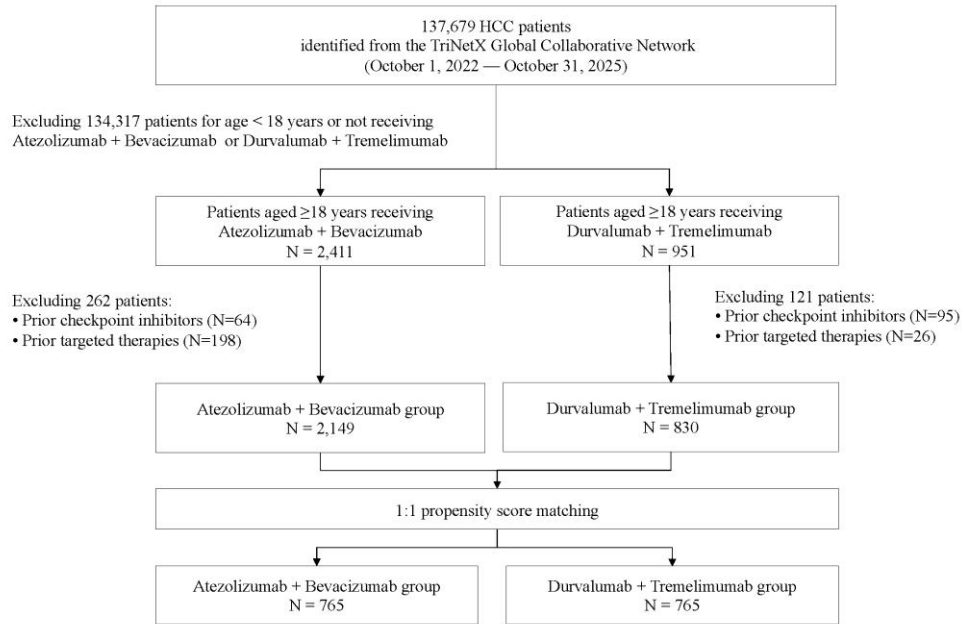 137,679 HCC patients
identified from the TriNetX Global Collaborative Network
(October 1, 2022 — October 31, 2025)
Excluding 134,317 patients for age < 18 years or not receiving
Atezolizumab + Bevacizumab or Durvalumab + Tremelimumab
Patients aged ≥18 years receiving
Atezolizumab + Bevacizumab
N = 2,411
Patients aged ≥18 years receiving
Durvalumab + Tremelimumab
N = 951
Excluding 262 patients:
• Prior checkpoint inhibitors (N=64)
• Prior targeted therapies (N=198)
Excluding 121 patients:
• Prior checkpoint inhibitors (N=95)
• Prior targeted therapies (N=26)
Atezolizumab + Bevacizumab group
N = 2,149
Durvalumab + Tremelimumab group
N = 830
1:1 propensity score matching
Atezolizumab + Bevacizumab group
N = 765
Durvalumab + Tremelimumab group
N = 765